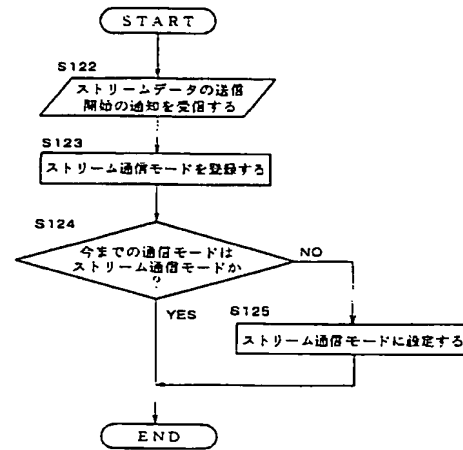 START
S122
ストリームデータの送信
開始の通知を受信する
S123
ストリーム通信モードを登録する
S124
今までの通信モードは
ストリーム通信モードか
?
NO
YES
S125
ストリーム通信モードに設定する
END